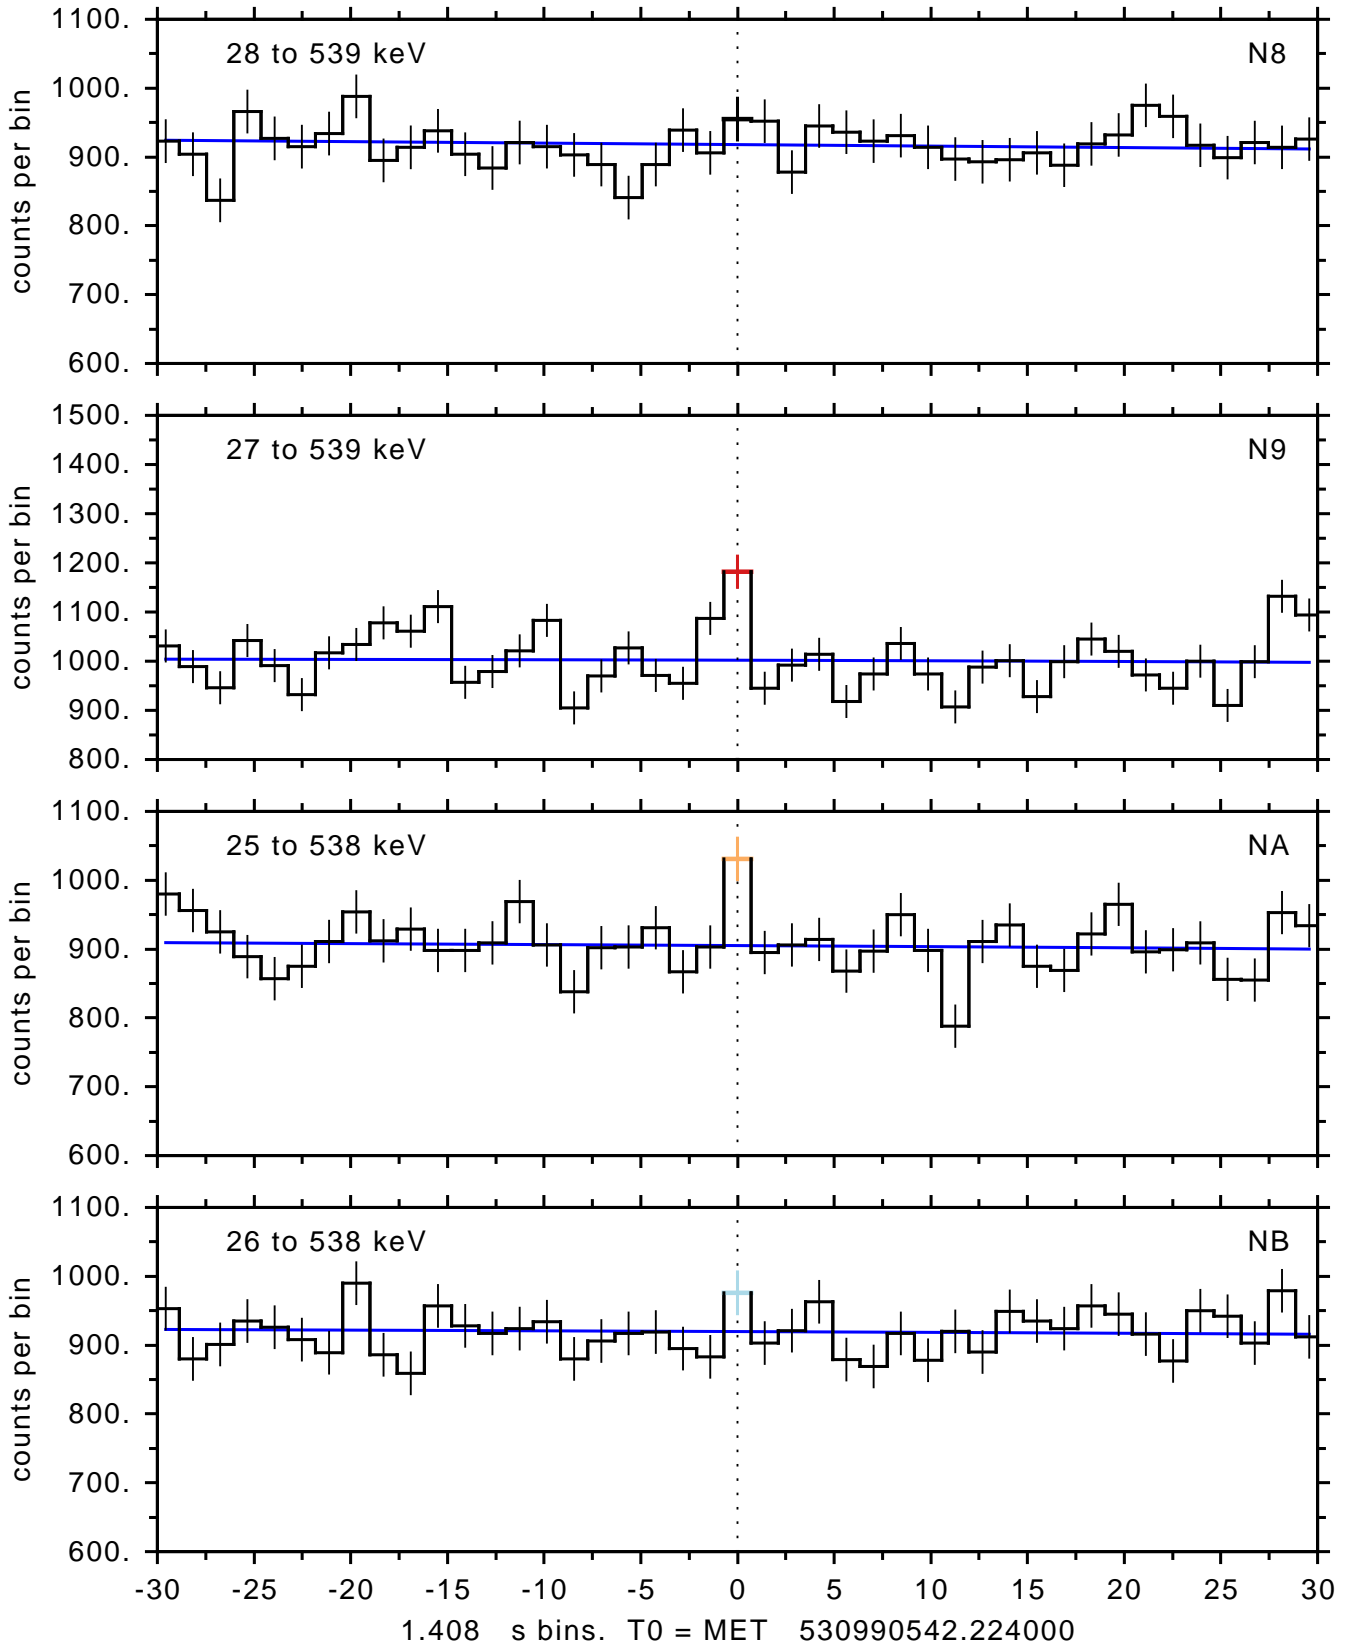 1100.
28 to 539 keV N8
1000.
900.
800.
700.
600.
counts per bin
1500.
27 to 539 keV N9
1400.
1300.
1200.
1100.
1000.
900.
800.
counts per bin
1100.
25 to 538 keV NA
1000.
900.
800.
700.
600.
counts per bin
1100.
26 to 538 keV NB
1000.
900.
800.
700.
600.
counts per bin
-30 -25 -20 -15 -10 -5 0 5 10 15 20 25 30
1.408 s bins. T0 = MET 530990542.224000